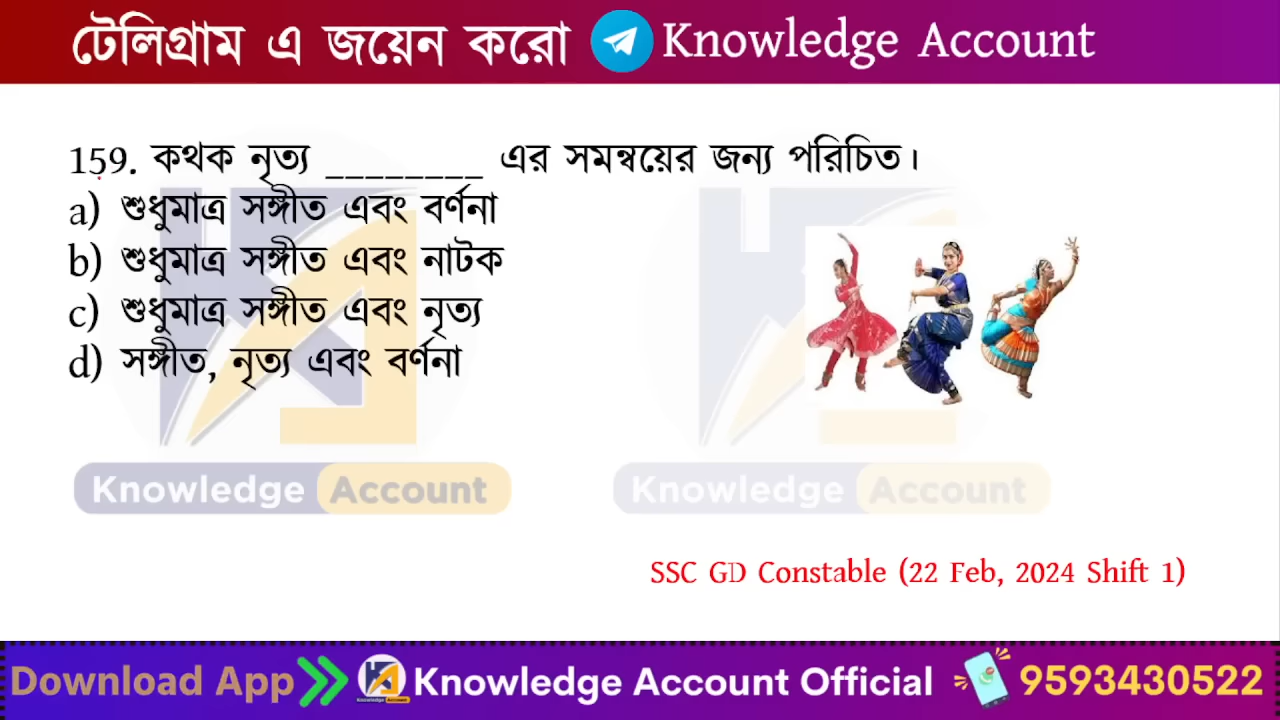 টেলিগ্রাম এ জয়েন করো Knowledge Account
159. কথক নৃত্য ________ এর সমন্বয়ের জন্য পরিচিত।
a) শুধুমাত্র সঙ্গীত এবং বর্ণনা
b) শুধুমাত্র সঙ্গীত এবং নাটক
c) শুধুমাত্র সঙ্গীত এবং নৃত্য
d) সঙ্গীত, নৃত্য এবং বর্ণনা
Knowledge Account Knowledge Account
SSC GD Constable (22 Feb, 2024 Shift 1)
Download App Knowledge Account Official 9593430522